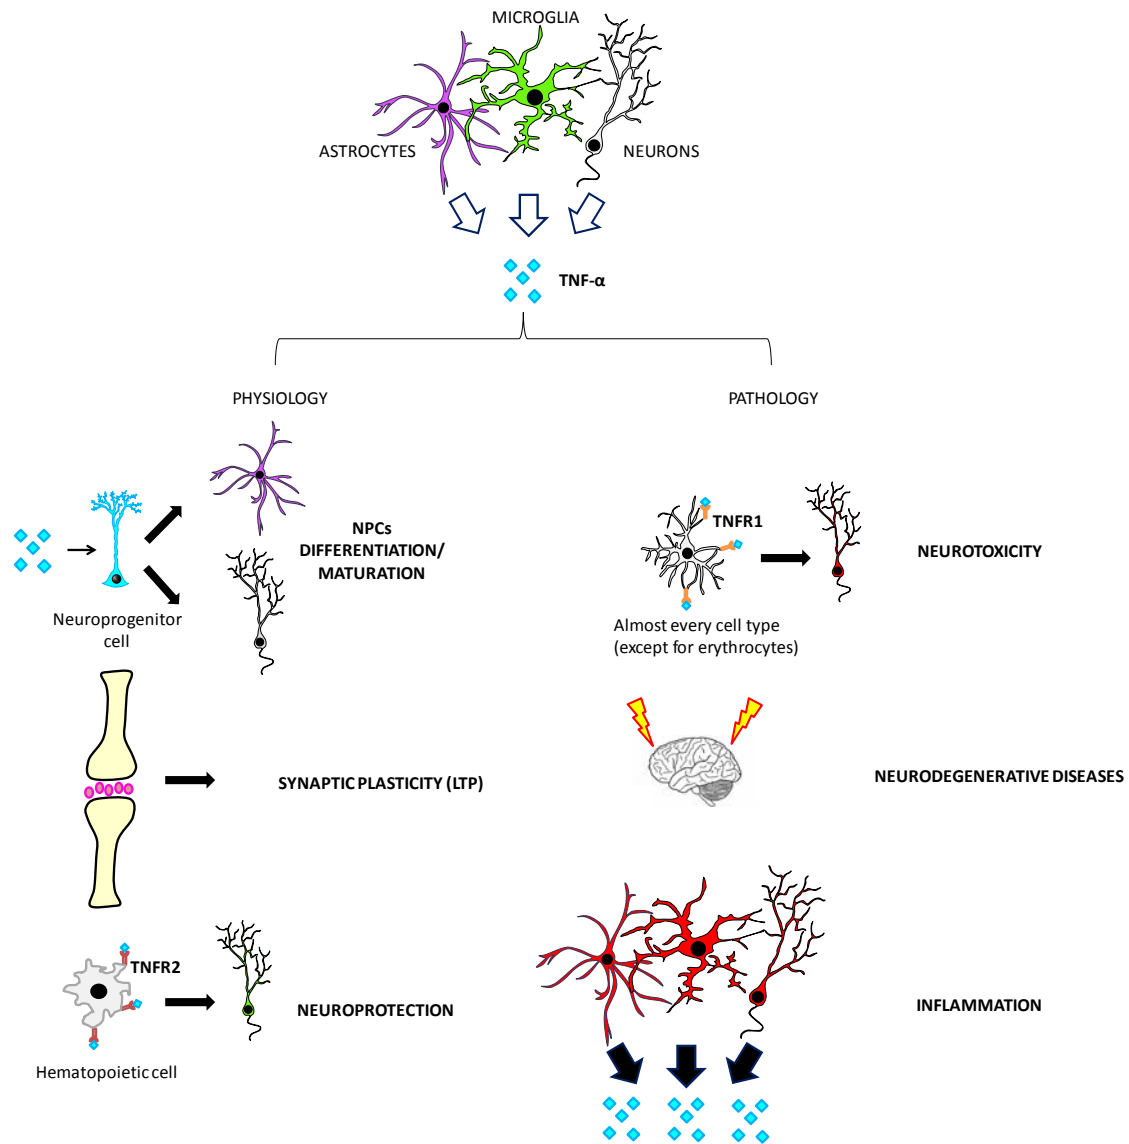 MICROGLIA
ASTROCYTES
NEURONS
TNF-α
PHYSIOLOGY
PATHOLOGY
NPCs
DIFFERENTIATION/
MATURATION
Neuroprogenitor
cell
TNFR1
Almost every cell type
(except for erythrocytes)
NEUROTOXICITY
SYNAPTIC PLASTICITY (LTP)
NEURODEGENERATIVE DISEASES
TNFR2
Hematopoietic cell
NEUROPROTECTION
INFLAMMATION